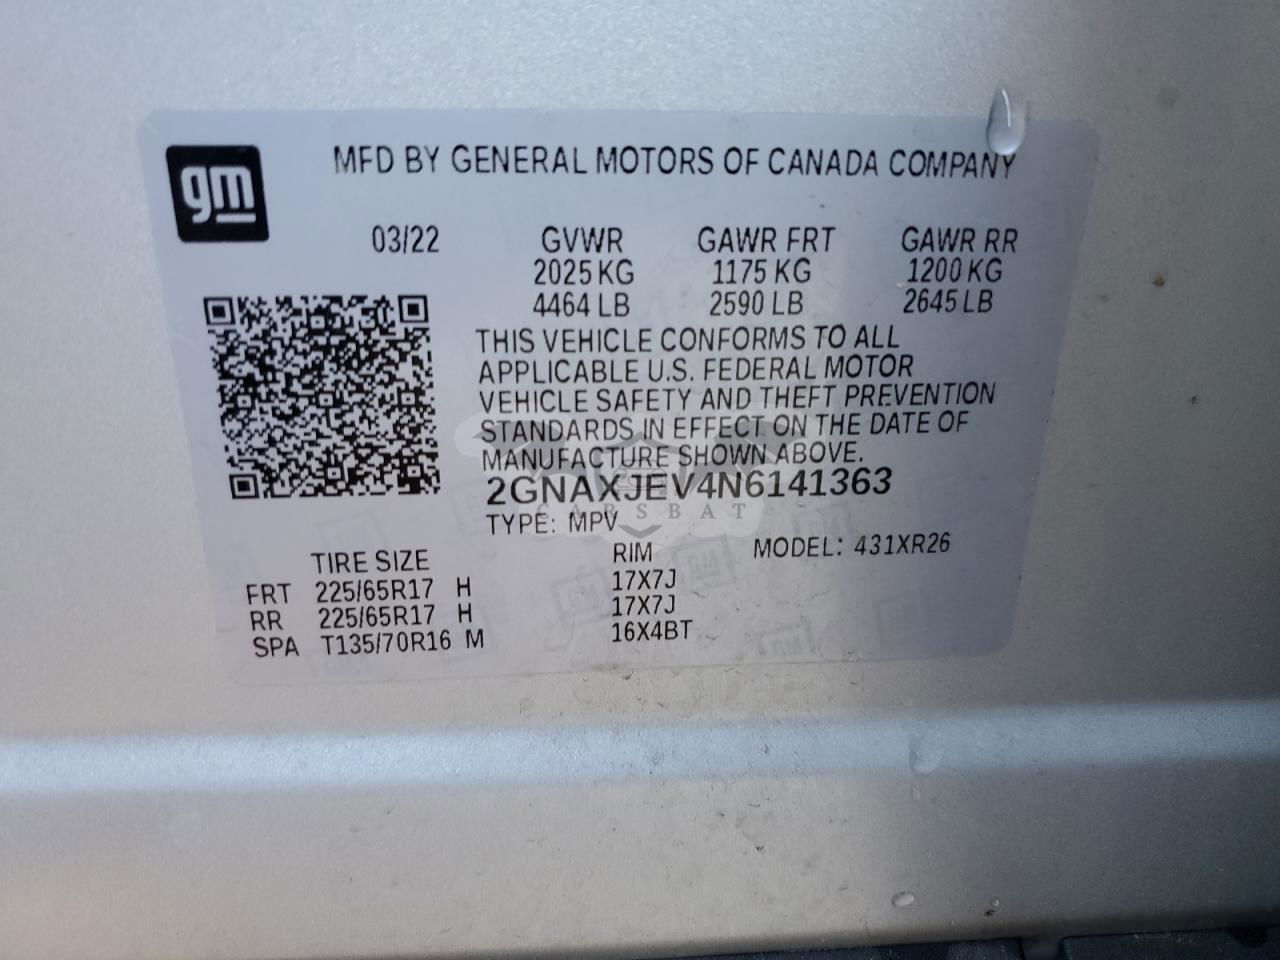 gm
MFD BY GENERAL MOTORS OF CANADA COMPANY
03/22 GVWR GAWR FRT GAWR RR
2025 KG 1175 KG 1200 KG
4464 LB 2590 LB 2645 LB
THIS VEHICLE CONFORMS TO ALL
APPLICABLE U.S. FEDERAL MOTOR
VEHICLE SAFETY AND THEFT PREVENTION
STANDARDS IN EFFECT ON THE DATE OF
MANUFACTURE SHOWN ABOVE.
2GNAXJEV4N6141363
CARSBAT
TYPE: MPV
TIRE SIZE RIM MODEL: 431XR26
FRT 225/65R17 H 17X7J
RR 225/65R17 H 17X7J
SPA T135/70R16 M 16X4BT